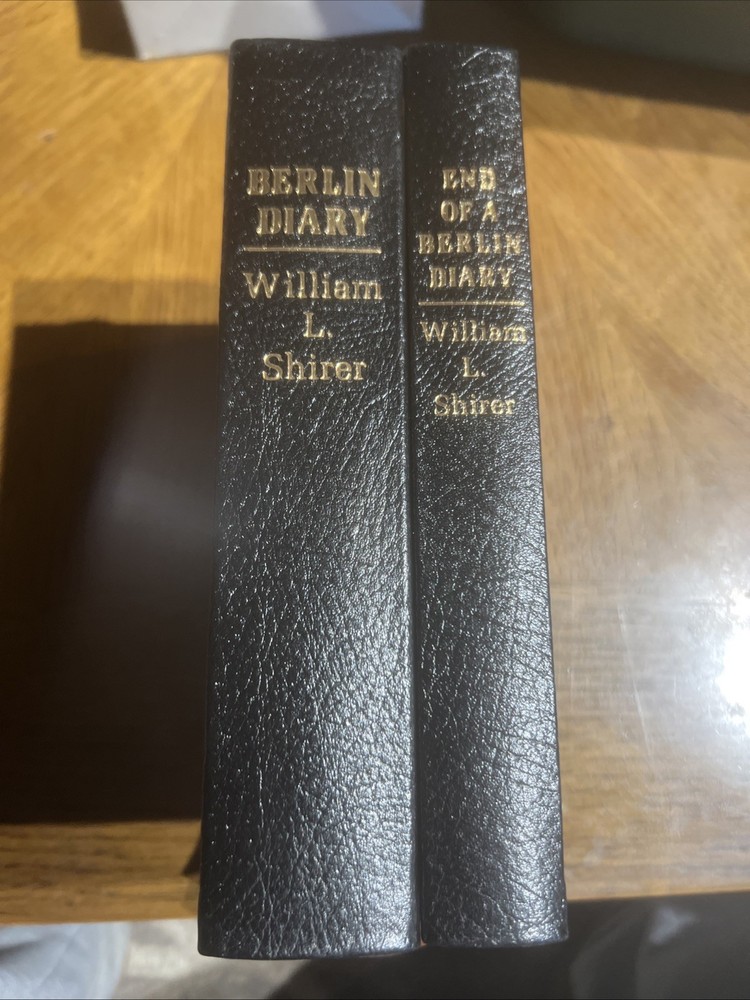 BERLIN
DIARY
William
L.
Shirer
END
OF A
BERLIN
DIARY
William
L.
Shirer